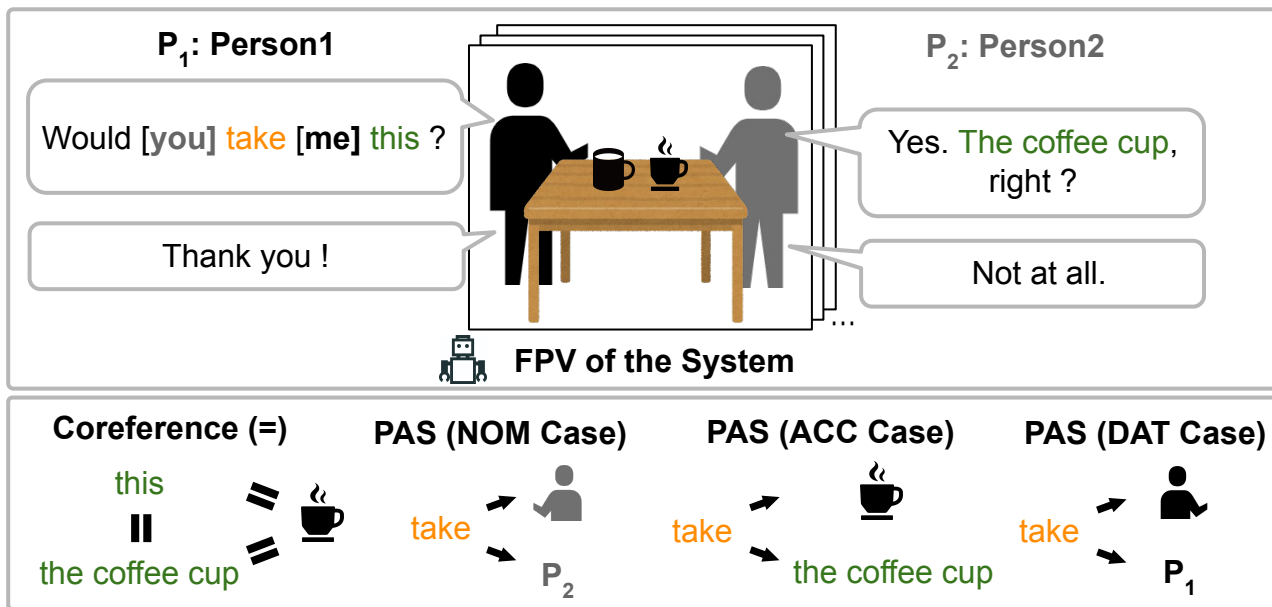 P1: Person1
P2: Person2
Would [you] take [me] this ?
Yes. The coffee cup,
right ?
Thank you !
Not at all.
...
FPV of the System
Coreference (=)
this
=
=
=
the coffee cup
PAS (NOM Case)
take
P2
PAS (ACC Case)
take
the coffee cup
PAS (DAT Case)
take
P1